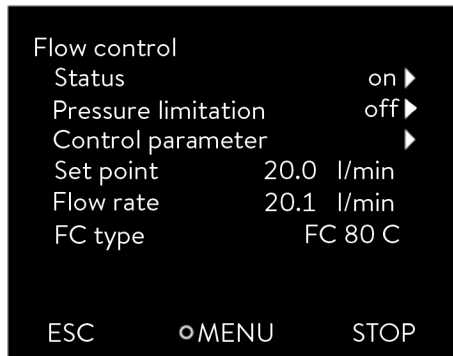 Flow control
Status on
Pressure limitation off
Control parameter
Set point 20.0 l/min
Flow rate 20.1 l/min
FC type FC 80 C
ESC MENU STOP